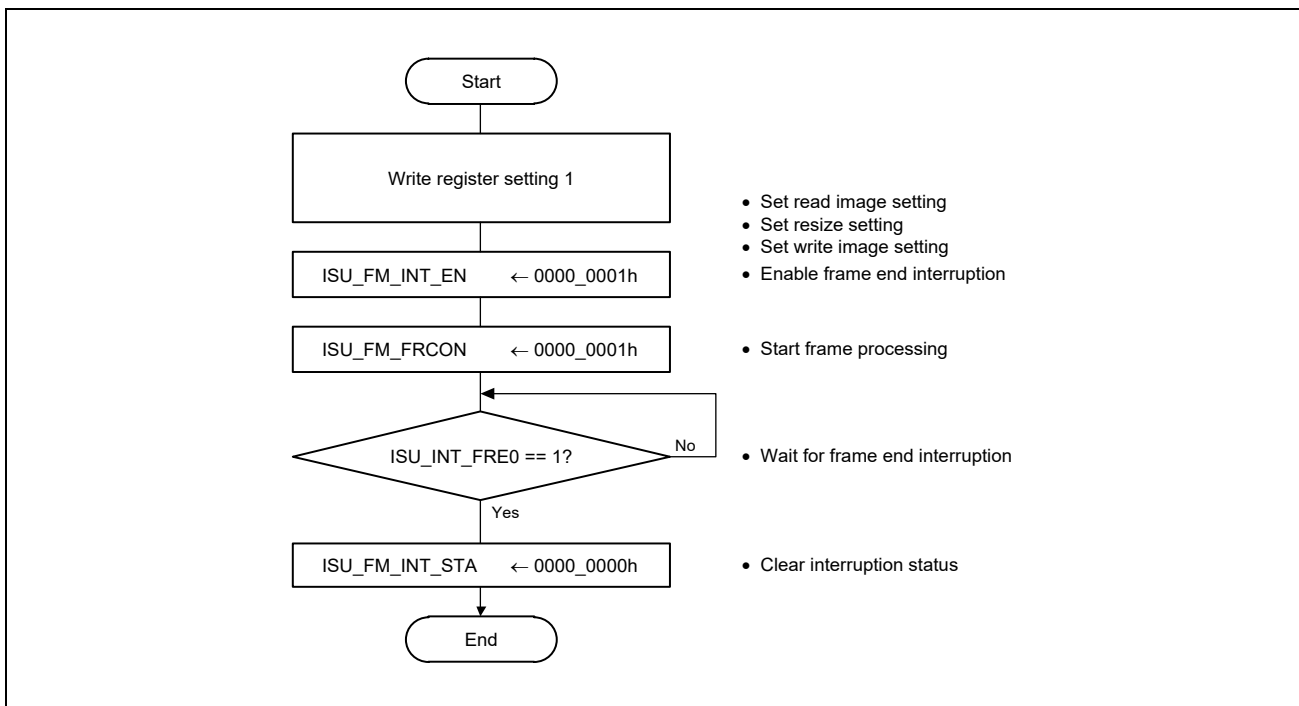 Start
Write register setting 1
• Set read image setting
• Set resize setting
• Set write image setting
ISU_FM_INT_EN ← 0000_0001h
• Enable frame end interruption
ISU_FM_FRCON ← 0000_0001h
• Start frame processing
ISU_INT_FRE0 == 1?
No
• Wait for frame end interruption
Yes
ISU_FM_INT_STA ← 0000_0000h
• Clear interruption status
End